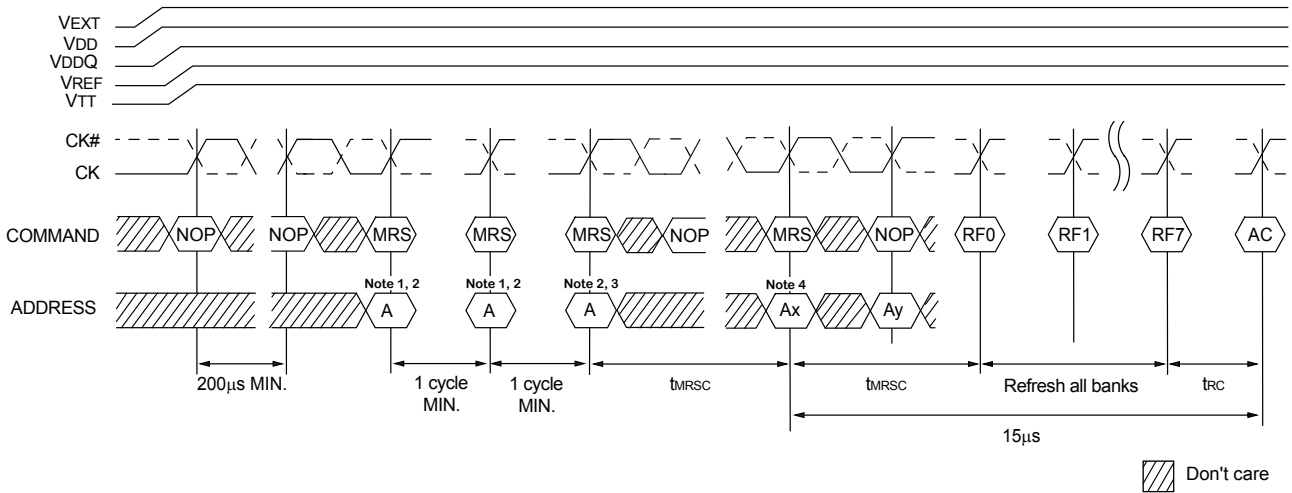 VEXT
VDD
VDDQ
VREF
VTT
CK#
CK
COMMAND NOP NOP MRS MRS MRS NOP MRS NOP RF0 RF1 RF7 AC
Note 1, 2 Note 1, 2 Note 2, 3 Note 4
ADDRESS A A A Ax Ay
200μs MIN. 1 cycle MIN. 1 cycle MIN. tMRSC tMRSC Refresh all banks tRC
15μs
Don't care